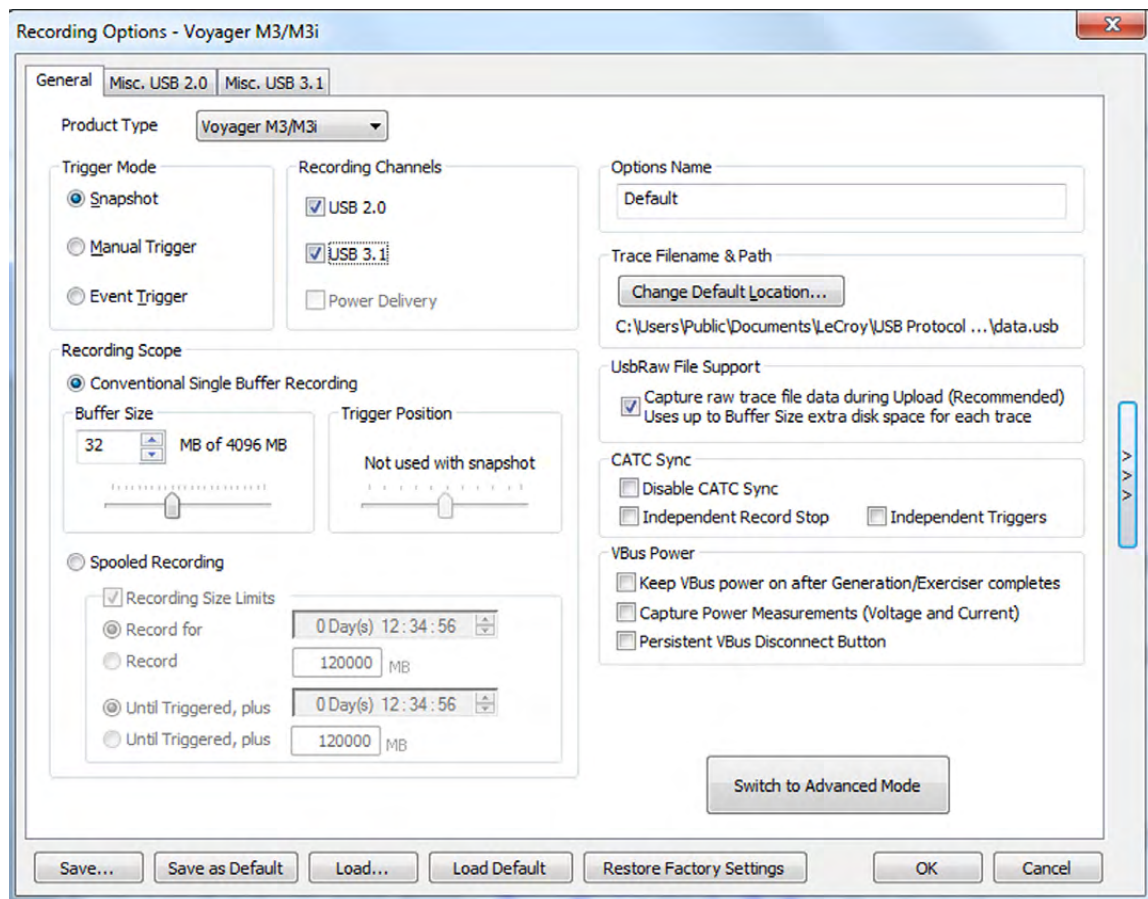 Recording Options - Voyager M3/M3i
General
Misc. USB 2.0
Misc. USB 3.1
Product Type
Voyager M3/M3i
Trigger Mode
Snapshot
Manual Trigger
Event Trigger
Recording Channels
USB 2.0
USB 3.1
Power Delivery
Recording Scope
Conventional Single Buffer Recording
Buffer Size
32 MB of 4096 MB
Trigger Position
Not used with snapshot
Spooled Recording
Recording Size Limits
Record for 0 Day(s) 12:34:56
Record 120000 MB
Until Triggered, plus 0 Day(s) 12:34:56
Until Triggered, plus 120000 MB
Options Name
Default
Trace Filename & Path
Change Default Location...
C:\Users\Public\Documents\LeCroy\USB Protocol ...\data.usb
UsbRaw File Support
Capture raw trace file data during Upload (Recommended)
Uses up to Buffer Size extra disk space for each trace
CATC Sync
Disable CATC Sync
Independent Record Stop
Independent Triggers
VBus Power
Keep VBus power on after Generation/Exerciser completes
Capture Power Measurements (Voltage and Current)
Persistent VBus Disconnect Button
Switch to Advanced Mode
>
>
>
Save...
Save as Default
Load...
Load Default
Restore Factory Settings
OK
Cancel